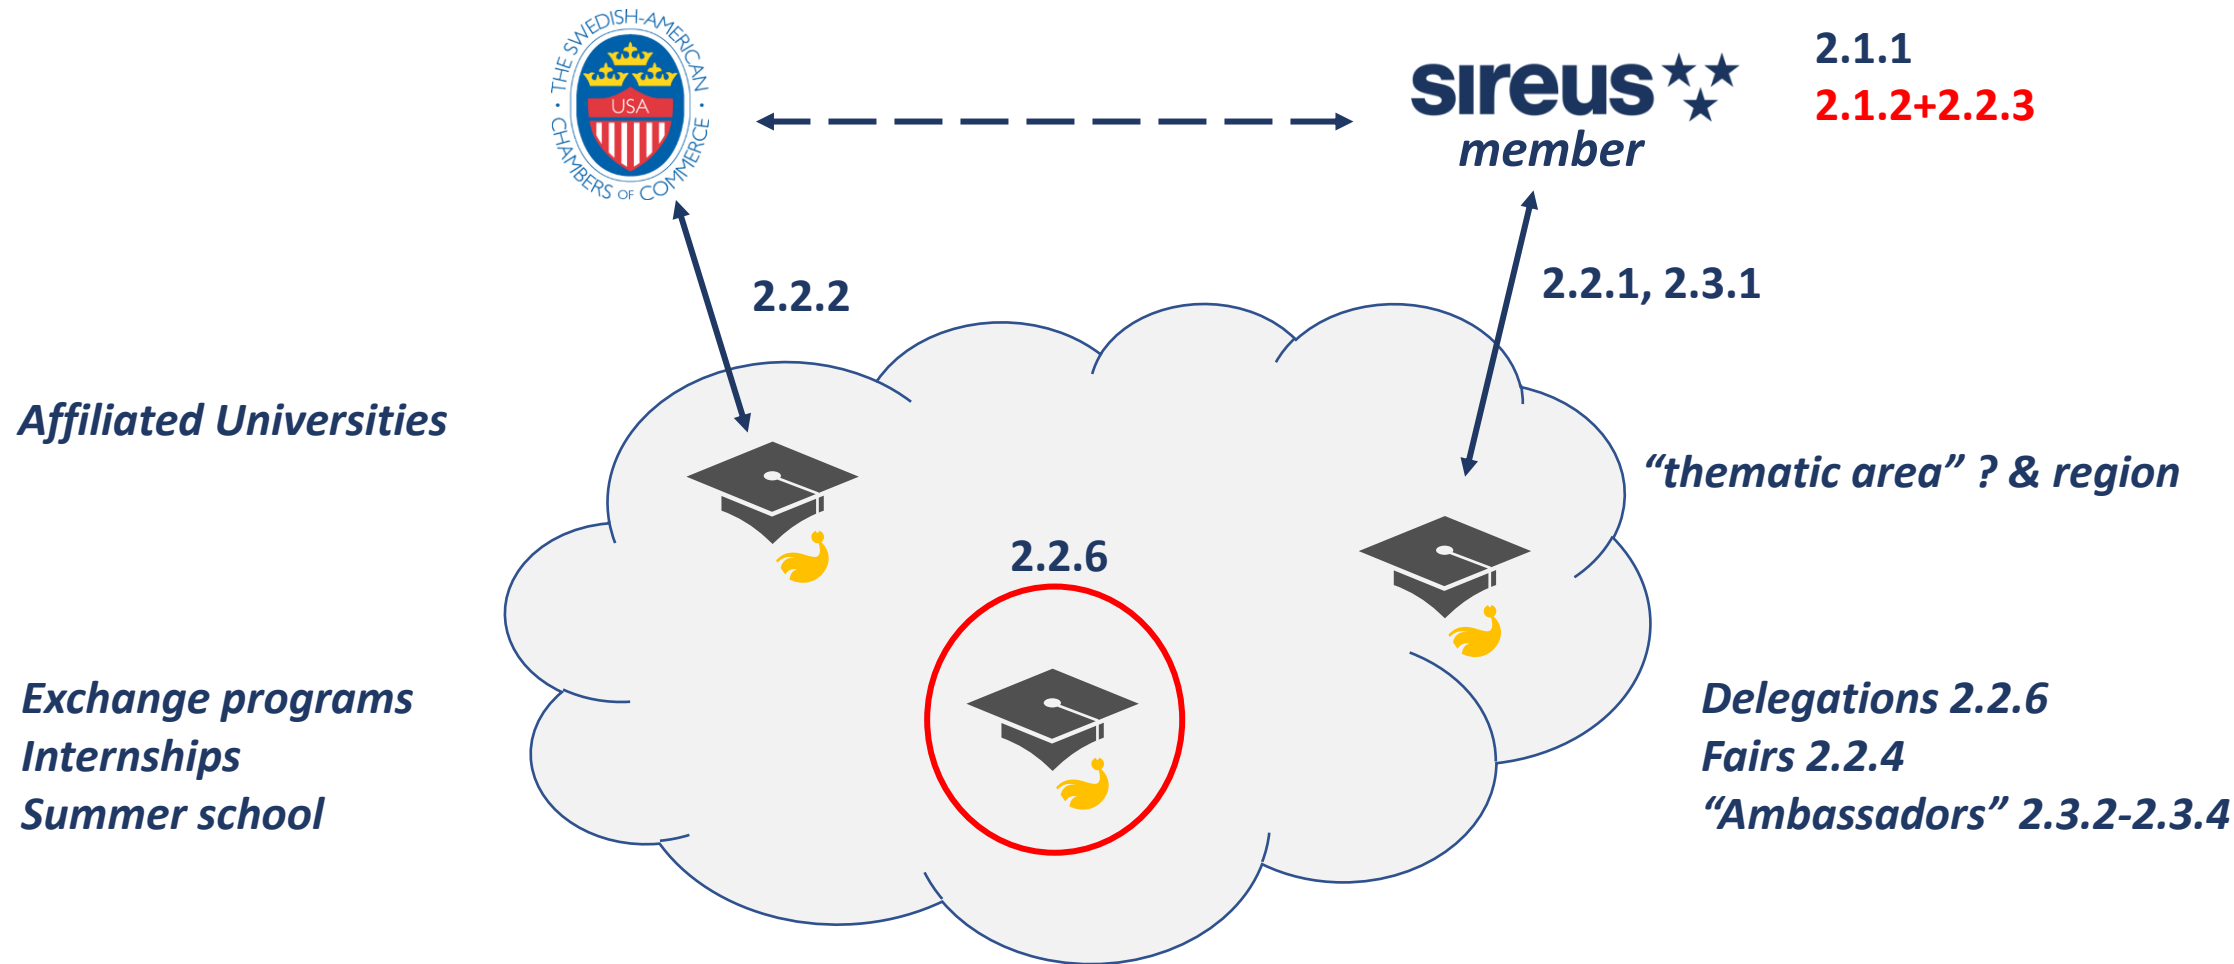 THE SWEDISH-AMERICAN
CHAMBERS OF COMMERCE
USA
sireus
member
2.1.1
2.1.2+2.2.3
2.2.2
2.2.1, 2.3.1
Affiliated Universities
“thematic area” ? & region
2.2.6
Exchange programs
Internships
Summer school
Delegations 2.2.6
Fairs 2.2.4
“Ambassadors” 2.3.2-2.3.4